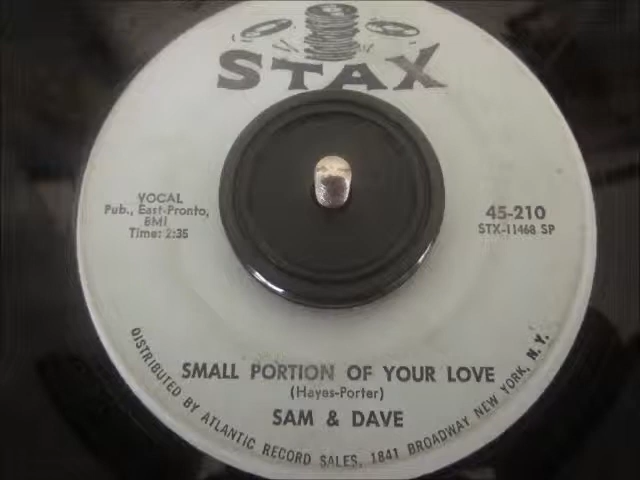 STAX
VOCAL
Pub., East-Pronto,
BMI
Time: 2:35
45-210
STX-11468 SP
SMALL PORTION OF YOUR LOVE
(Hayes-Porter)
SAM & DAVE
DISTRIBUTED BY ATLANTIC RECORD SALES, 1841 BROADWAY NEW YORK, N. Y.